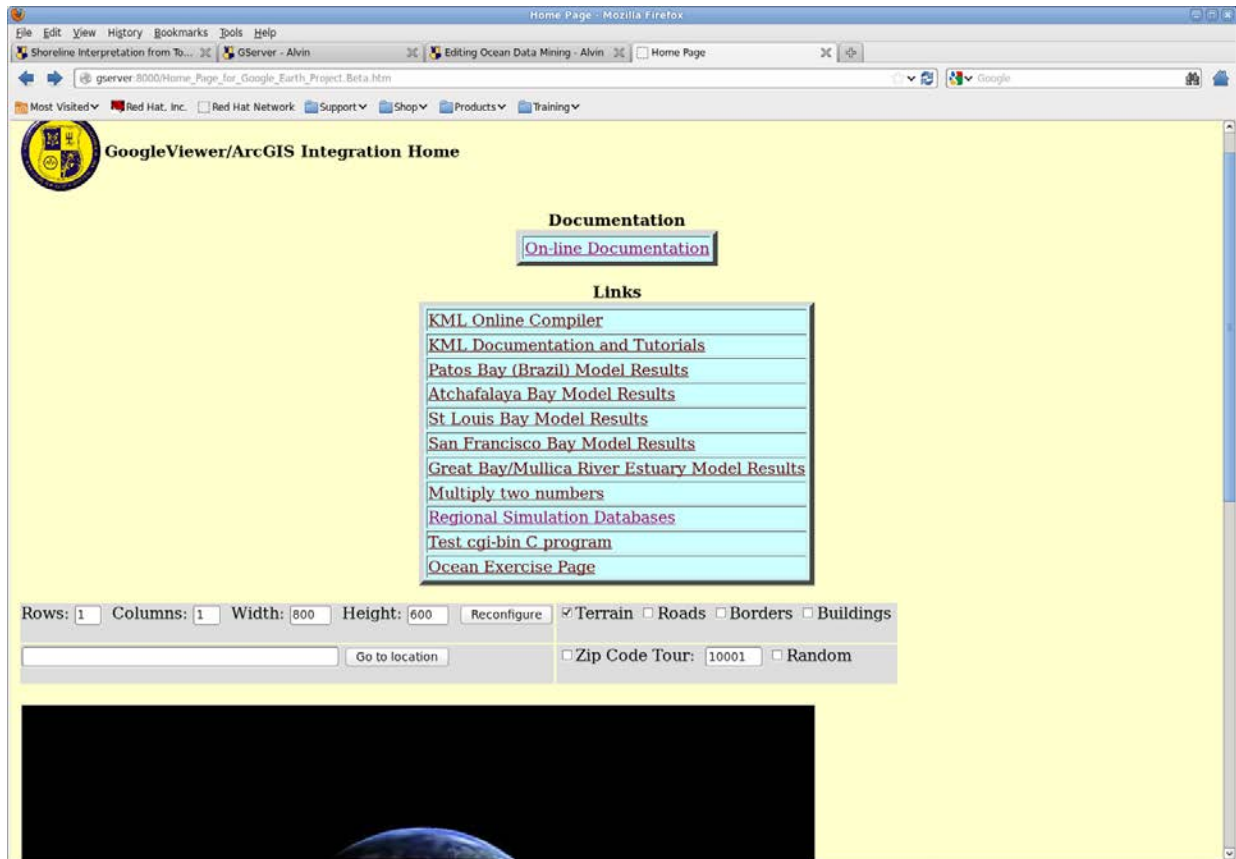 Home Page - Mozilla Firefox
File Edit View History Bookmarks Tools Help
Shoreline Interpretation from To... GServer - Alvin Editing Ocean Data Mining - Alvin Home Page
gserver:8000/Home_Page_for_Google_Earth_Project.Beta.htm Google
Most Visited Red Hat, Inc. Red Hat Network Support Shop Products Training
GoogleViewer/ArcGIS Integration Home
Documentation
On-line Documentation
Links
KML Online Compiler
KML Documentation and Tutorials
Patos Bay (Brazil) Model Results
Atchafalaya Bay Model Results
St Louis Bay Model Results
San Francisco Bay Model Results
Great Bay/Mullica River Estuary Model Results
Multiply two numbers
Regional Simulation Databases
Test cgi-bin C program
Ocean Exercise Page
Rows: 1 Columns: 1 Width: 800 Height: 600 Reconfigure Terrain Roads Borders Buildings
Go to location Zip Code Tour: 10001 Random